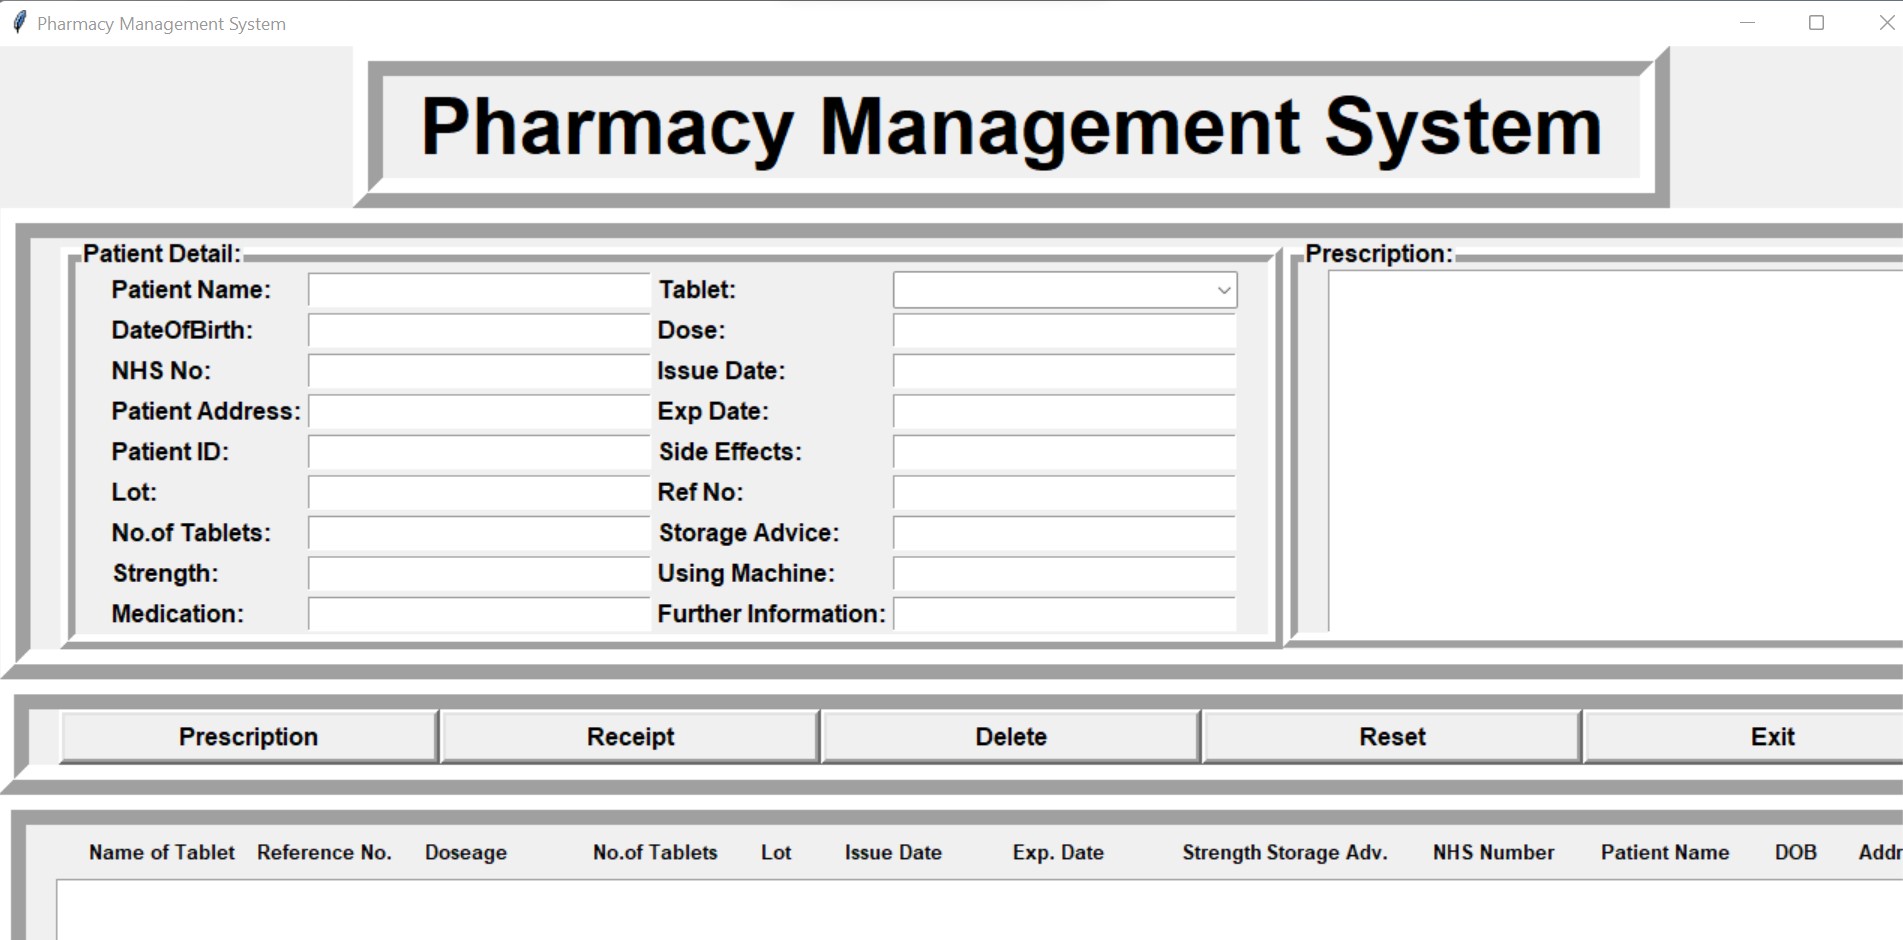 Pharmacy Management System
Pharmacy Management System
Patient Detail: Prescription:
Patient Name: Tablet:
DateOfBirth: Dose:
NHS No: Issue Date:
Patient Address: Exp Date:
Patient ID: Side Effects:
Lot: Ref No:
No.of Tablets: Storage Advice:
Strength: Using Machine:
Medication: Further Information:
Prescription Receipt Delete Reset Exit
Name of Tablet Reference No. Doseage No.of Tablets Lot Issue Date Exp. Date Strength Storage Adv. NHS Number Patient Name DOB Addr